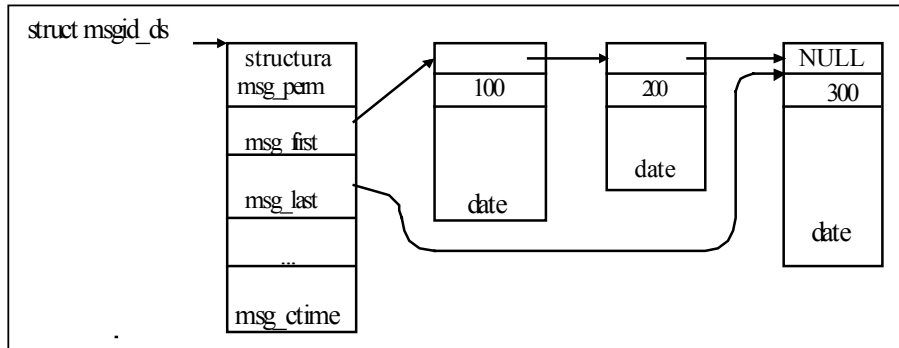 struct msgid_ds
structura
msg_perm
msg_first
msg_last
...
msg_ctime
100
date
200
date
NULL
300
date
.